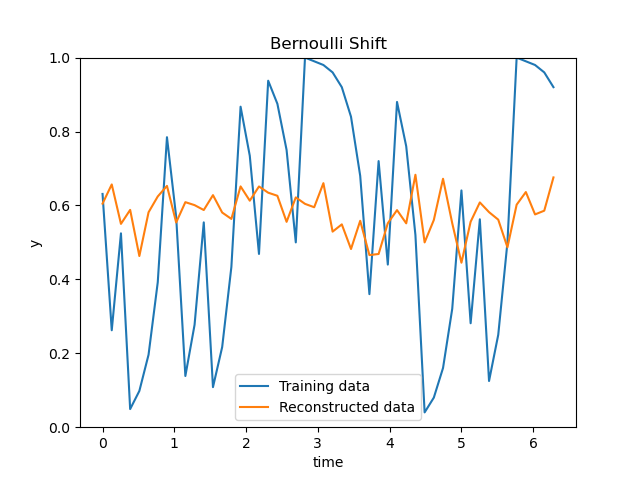 Bernoulli Shift
1.0
0.8
0.6
0.4
0.2
0.0
y
Training data
Reconstructed data
0 1 2 3 4 5 6
time